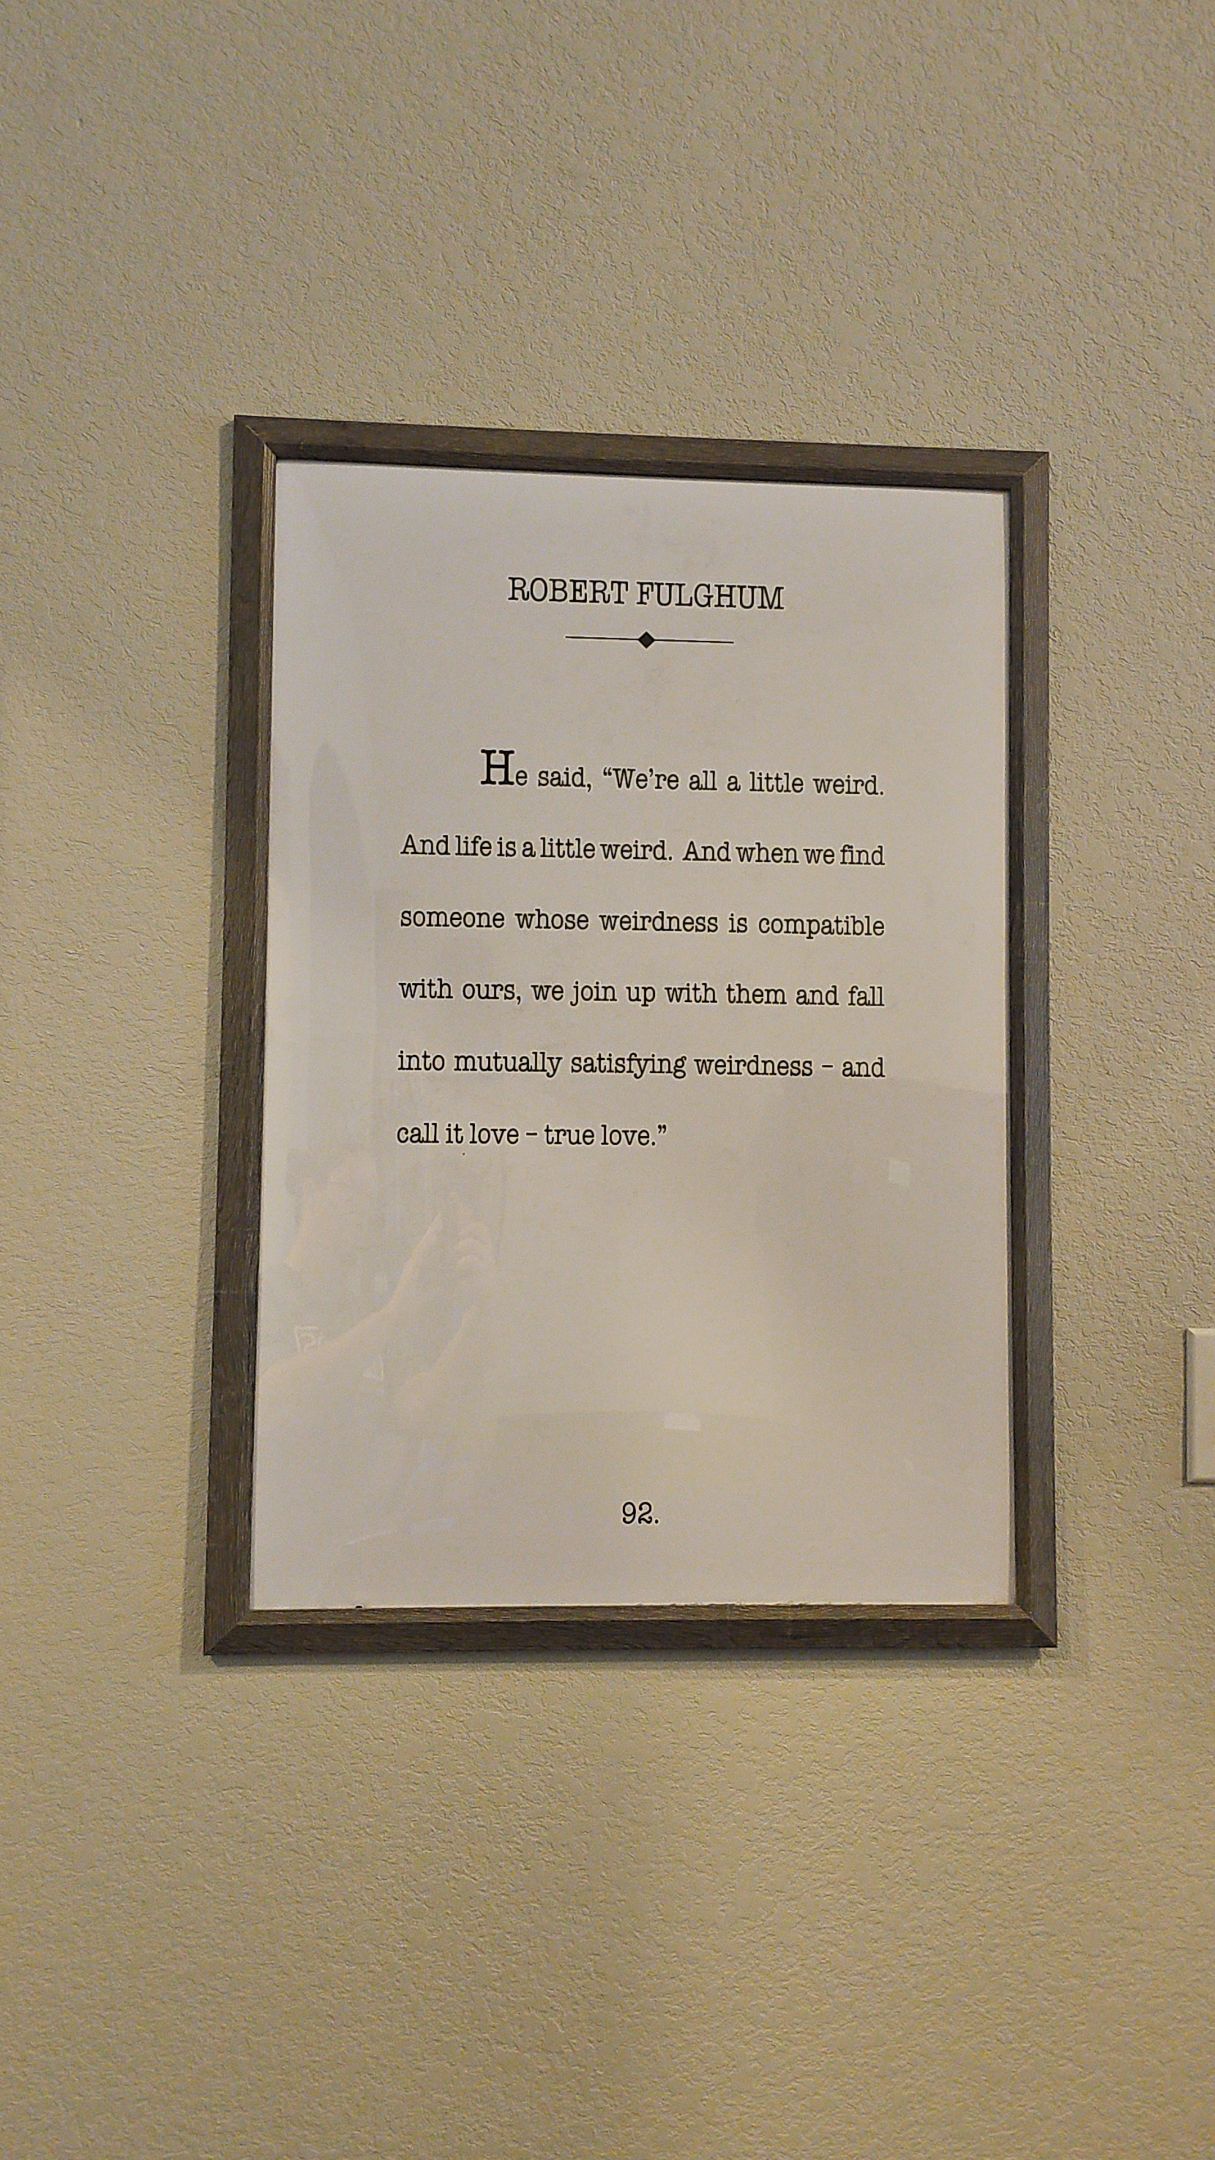 ROBERT FULGHUM
He said, “We’re all a little weird.
And life is a little weird. And when we find
someone whose weirdness is compatible
with ours, we join up with them and fall
into mutually satisfying weirdness – and
call it love – true love.”
92.